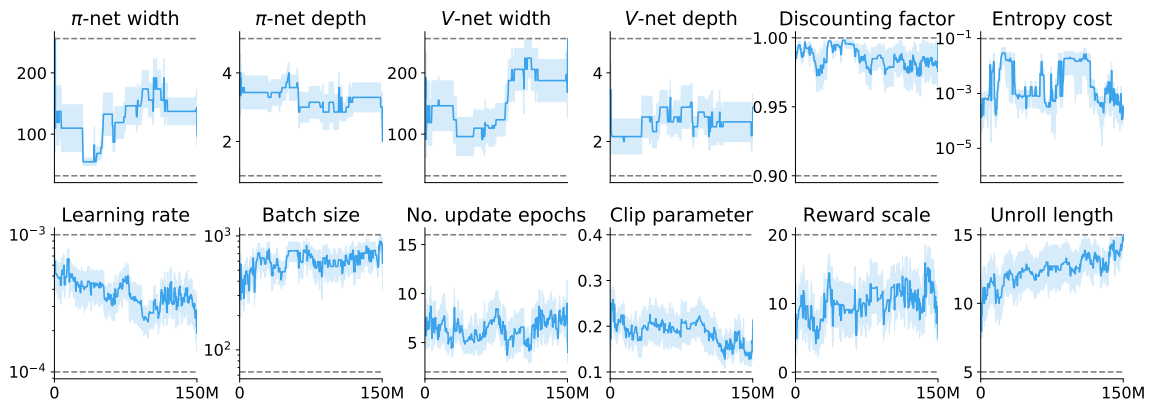 π-net width
π-net depth
V-net width
V-net depth
Discounting factor
Entropy cost
200
100
4
2
200
100
4
2
1.00
0.95
0.90
10⁻¹
10⁻³
10⁻⁵
Learning rate
Batch size
No. update epochs
Clip parameter
Reward scale
Unroll length
10⁻³
10⁻⁴
0
150M
10³
10²
0
150M
15
10
5
0
150M
0.4
0.3
0.2
0.1
0
150M
20
10
0
0
150M
15
10
5
0
150M